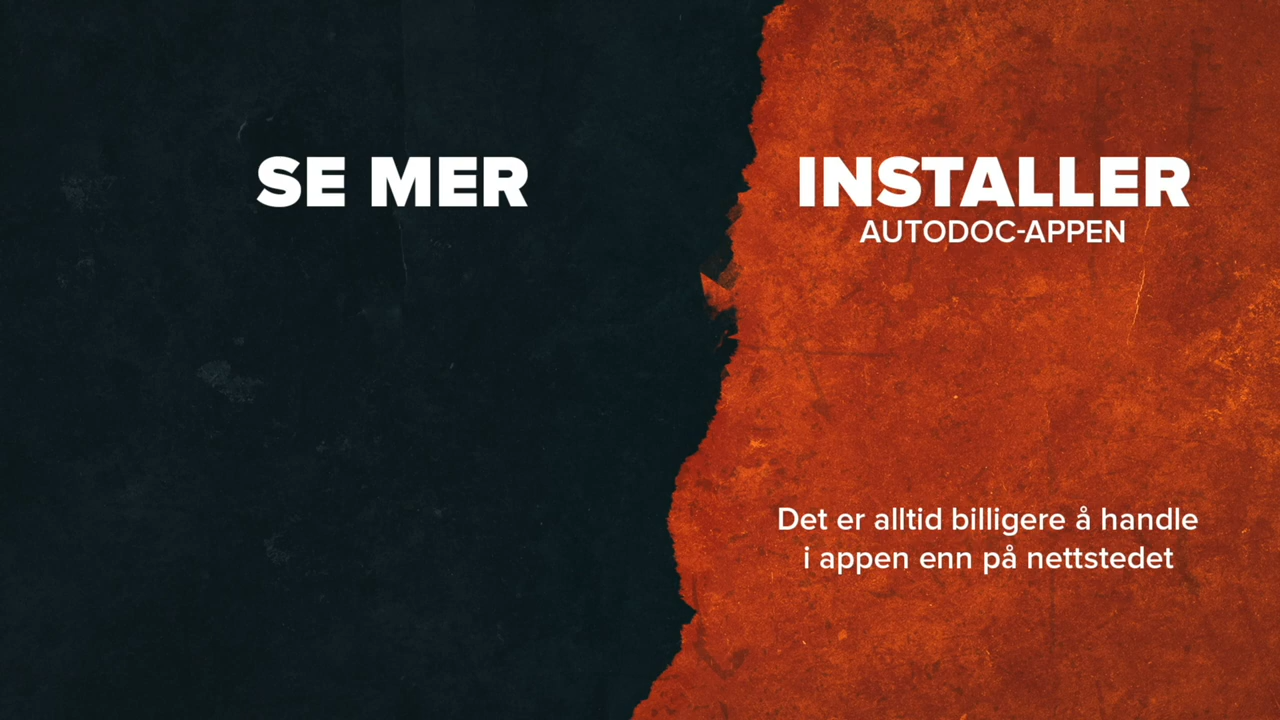 SE MER
INSTALLER
AUTODOC-APPEN
Det er alltid billigere å handle
i appen enn på nettstedet